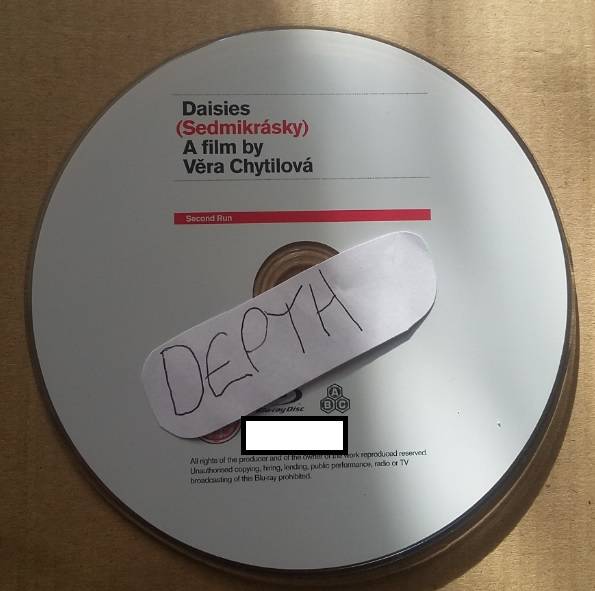 Daisies
(Sedmikrásky)
A film by
Věra Chytilová
Second Run
DEPTH
Blu-ray Disc
A
B C
All rights of the producer and of the owner of the work reproduced reserved.
Unauthorised copying, hiring, lending, public performance, radio or TV
broadcasting of this Blu-ray prohibited.